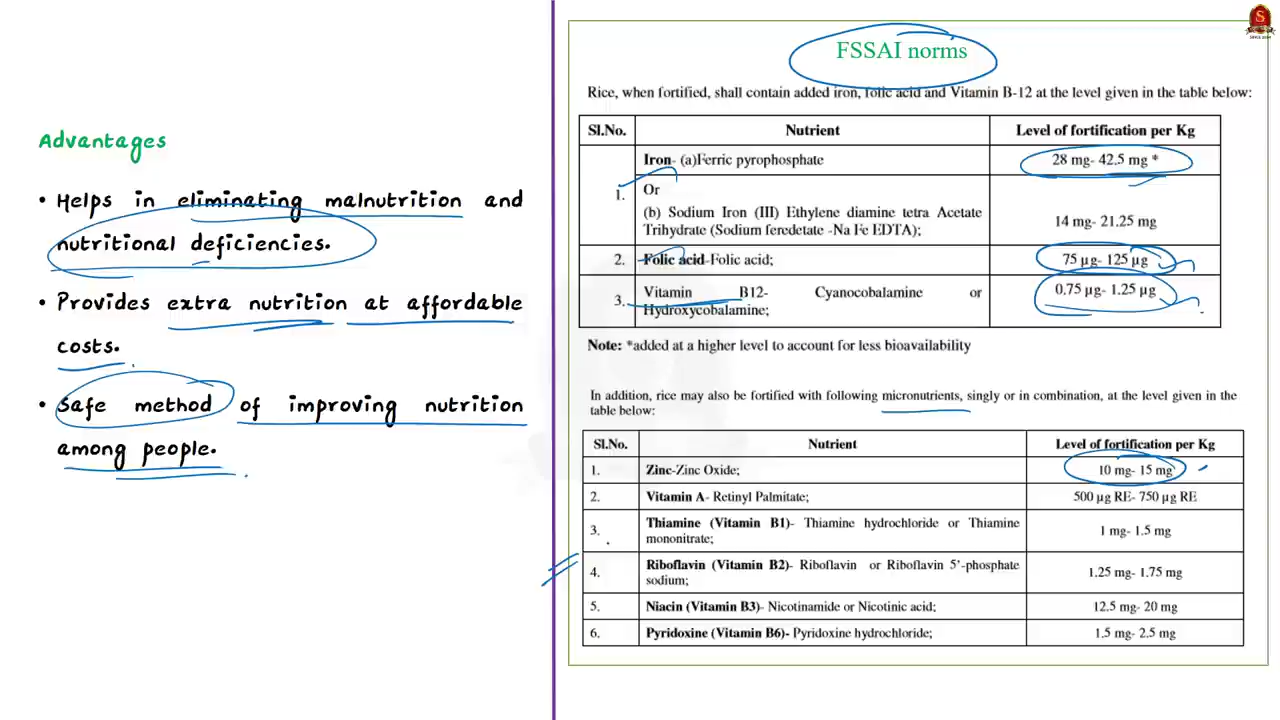 Advantages
• Helps in eliminating malnutrition and
nutritional deficiencies.
• Provides extra nutrition at affordable
costs.
• Safe method of improving nutrition
among people.
FSSAI norms
Rice, when fortified, shall contain added iron, folic acid and Vitamin B-12 at the level given in the table below:
Sl.No. Nutrient Level of fortification per Kg
1. Iron- (a)Ferric pyrophosphate 28 mg- 42.5 mg *
Or
(b) Sodium Iron (III) Ethylene diamine tetra Acetate
Trihydrate (Sodium feredetate -Na Fe EDTA); 14 mg- 21.25 mg
2. Folic acid-Folic acid; 75 µg- 125 µg
3. Vitamin B12- Cyanocobalamine or 0.75 µg- 1.25 µg
Hydroxycobalamine;
Note: *added at a higher level to account for less bioavailability
In addition, rice may also be fortified with following micronutrients, singly or in combination, at the level given in the
table below:
Sl.No. Nutrient Level of fortification per Kg
1. Zinc-Zinc Oxide; 10 mg- 15 mg
2. Vitamin A- Retinyl Palmitate; 500 µg RE- 750 µg RE
3. Thiamine (Vitamin B1)- Thiamine hydrochloride or Thiamine
mononitrate; 1 mg- 1.5 mg
4. Riboflavin (Vitamin B2)- Riboflavin or Riboflavin 5'-phosphate
sodium; 1.25 mg- 1.75 mg
5. Niacin (Vitamin B3)- Nicotinamide or Nicotinic acid; 12.5 mg- 20 mg
6. Pyridoxine (Vitamin B6)- Pyridoxine hydrochloride; 1.5 mg- 2.5 mg